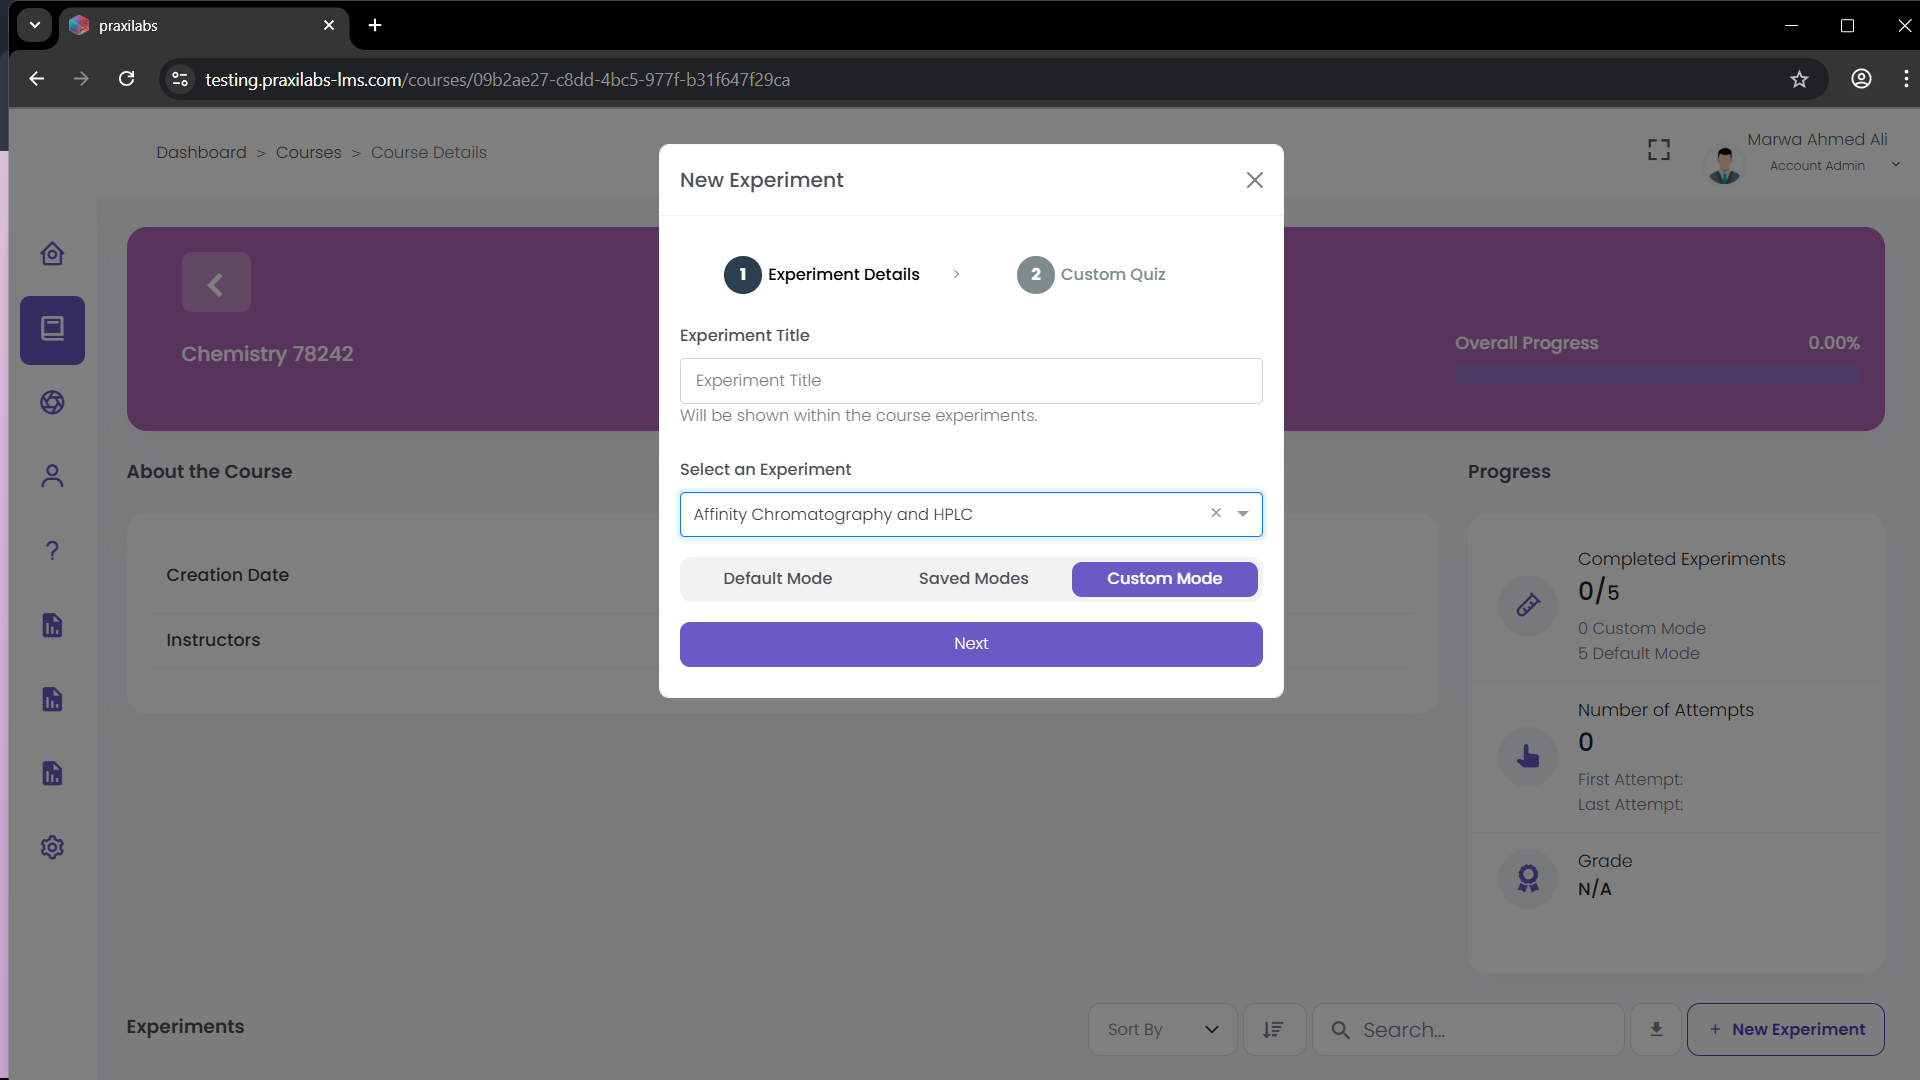 praxilabs
testing.praxilabs-lms.com/courses/09b2ae27-c8dd-4bc5-977f-b31f647f29ca
Dashboard > Courses > Course Details
Marwa Ahmed Ali
Account Admin
New Experiment
1 Experiment Details > 2 Custom Quiz
Experiment Title
Experiment Title
Will be shown within the course experiments.
Select an Experiment
Affinity Chromatography and HPLC
Default Mode Saved Modes Custom Mode
Next
Chemistry 78242
Overall Progress 0.00%
About the Course
Creation Date
Instructors
Progress
Completed Experiments
0/5
0 Custom Mode
5 Default Mode
Number of Attempts
0
First Attempt:
Last Attempt:
Grade
N/A
Experiments
Sort By
Search...
+ New Experiment